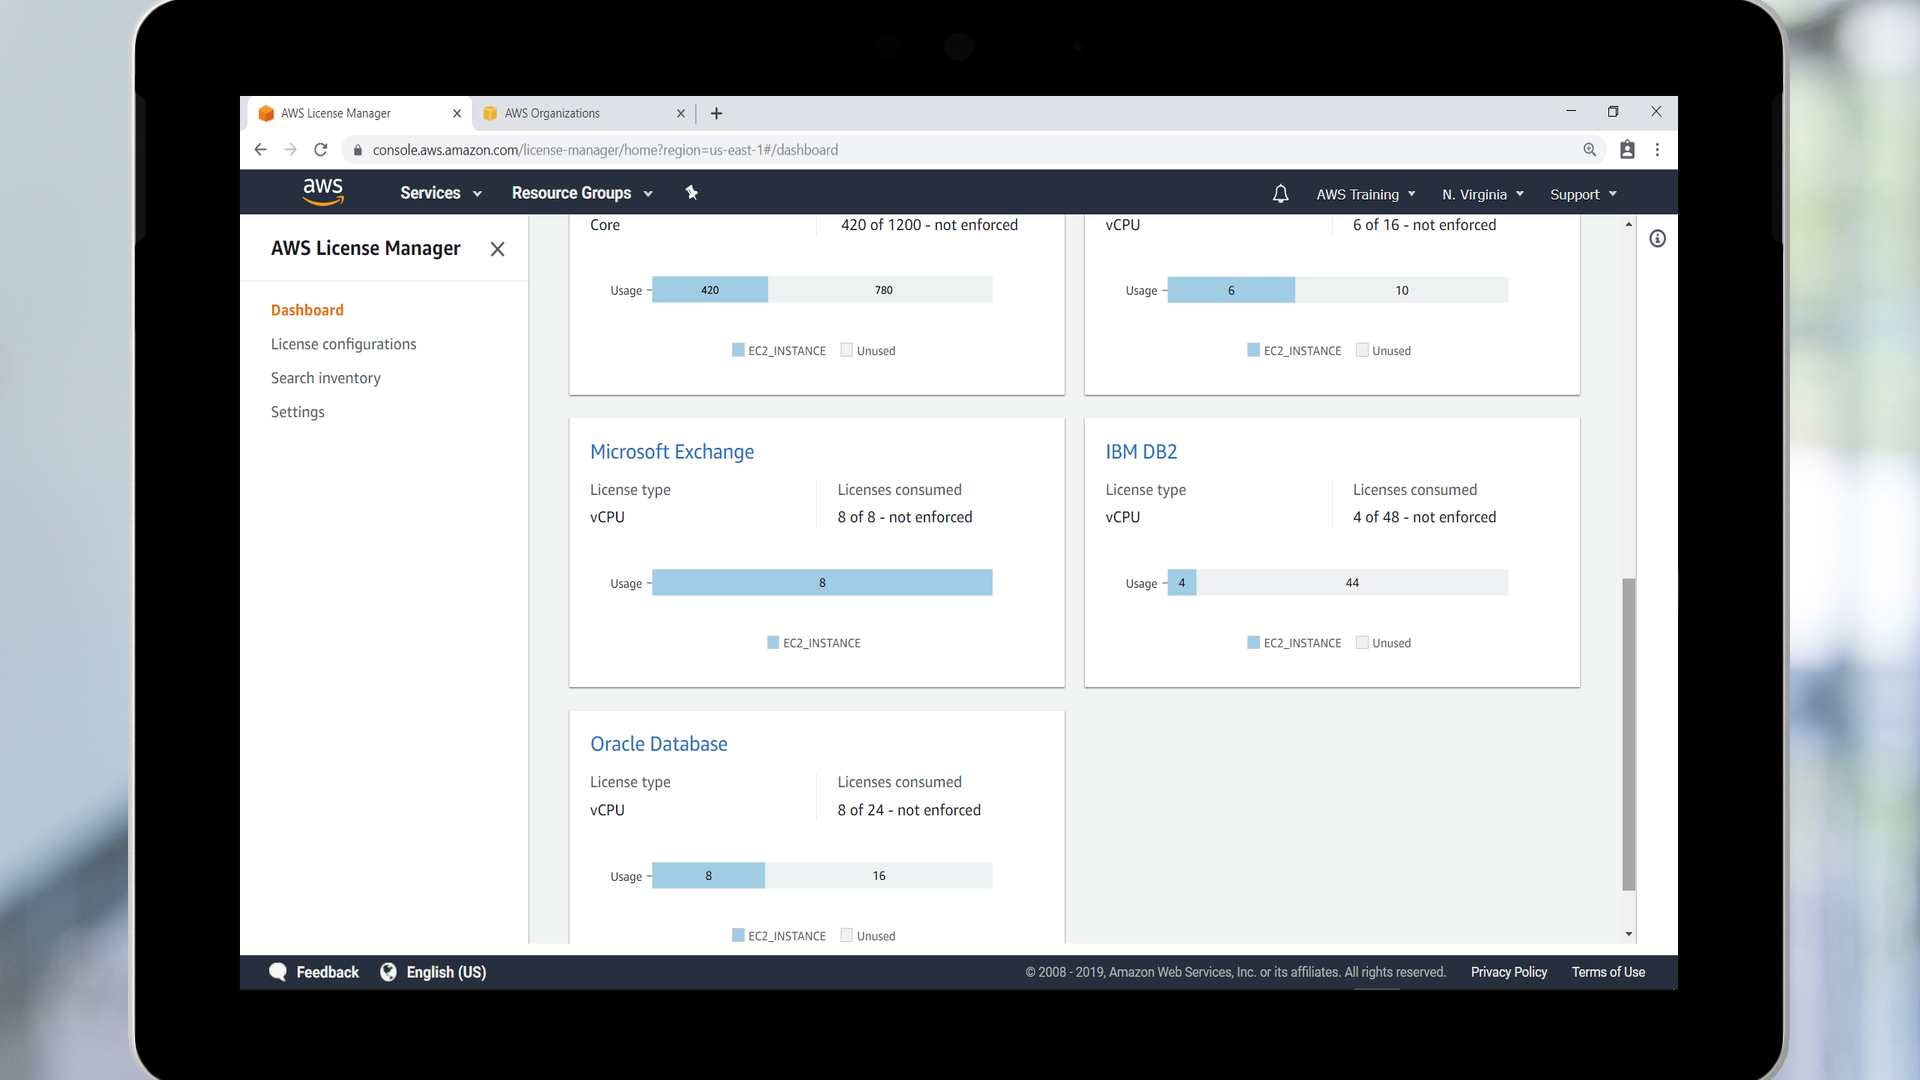 AWS License Manager
AWS Organizations
console.aws.amazon.com/license-manager/home?region=us-east-1#/dashboard
aws
Services
Resource Groups
AWS Training
N. Virginia
Support
AWS License Manager
Dashboard
License configurations
Search inventory
Settings
Core
420 of 1200 - not enforced
Usage
420
780
EC2_INSTANCE
Unused
vCPU
6 of 16 - not enforced
Usage
6
10
EC2_INSTANCE
Unused
Microsoft Exchange
License type
Licenses consumed
vCPU
8 of 8 - not enforced
Usage
8
EC2_INSTANCE
IBM DB2
License type
Licenses consumed
vCPU
4 of 48 - not enforced
Usage
4
44
EC2_INSTANCE
Unused
Oracle Database
License type
Licenses consumed
vCPU
8 of 24 - not enforced
Usage
8
16
EC2_INSTANCE
Unused
Feedback
English (US)
© 2008 - 2019, Amazon Web Services, Inc. or its affiliates. All rights reserved.
Privacy Policy
Terms of Use